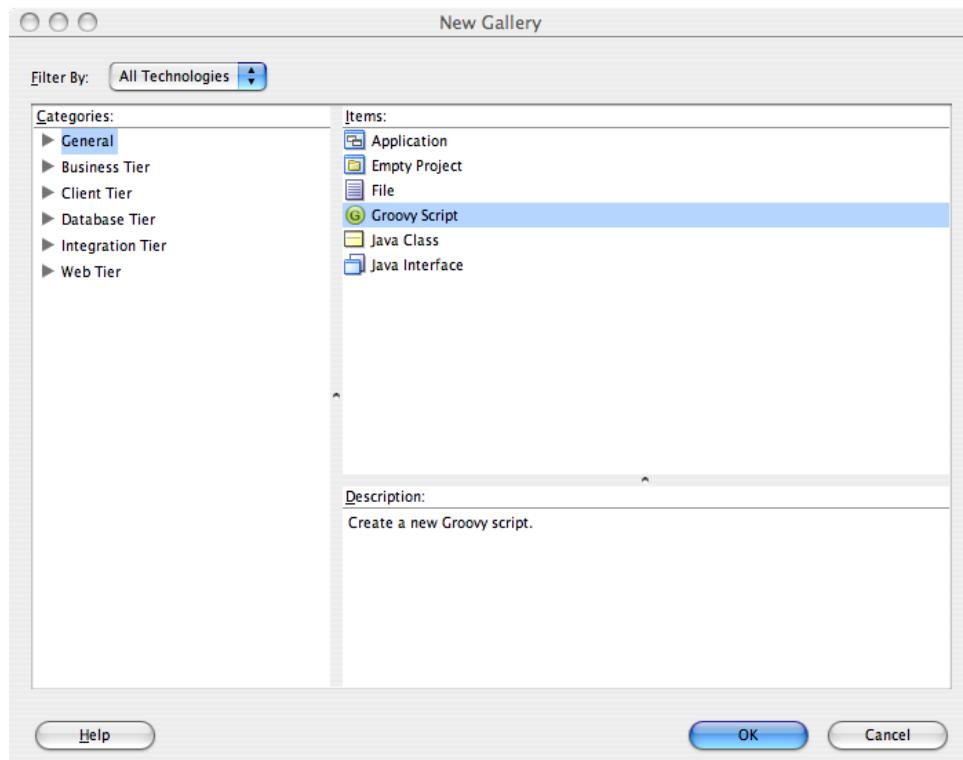 New Gallery
Filter By: All Technologies
Categories:
General
Business Tier
Client Tier
Database Tier
Integration Tier
Web Tier
Items:
Application
Empty Project
File
G Groovy Script
Java Class
Java Interface
Description:
Create a new Groovy script.
Help OK Cancel